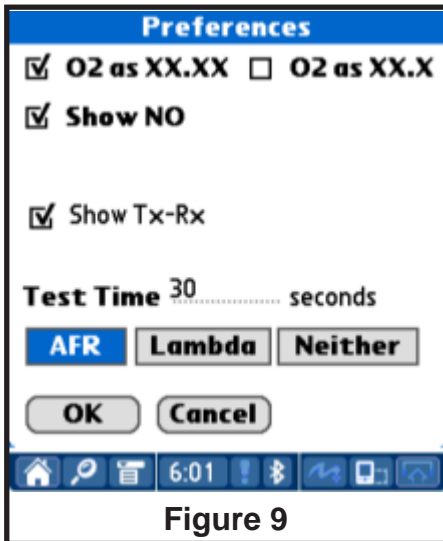 Preferences
O2 as XX.XX O2 as XX.X
Show NO
Show Tx-Rx
Test Time 30 seconds
AFR Lambda Neither
OK Cancel
6:01
Figure 9